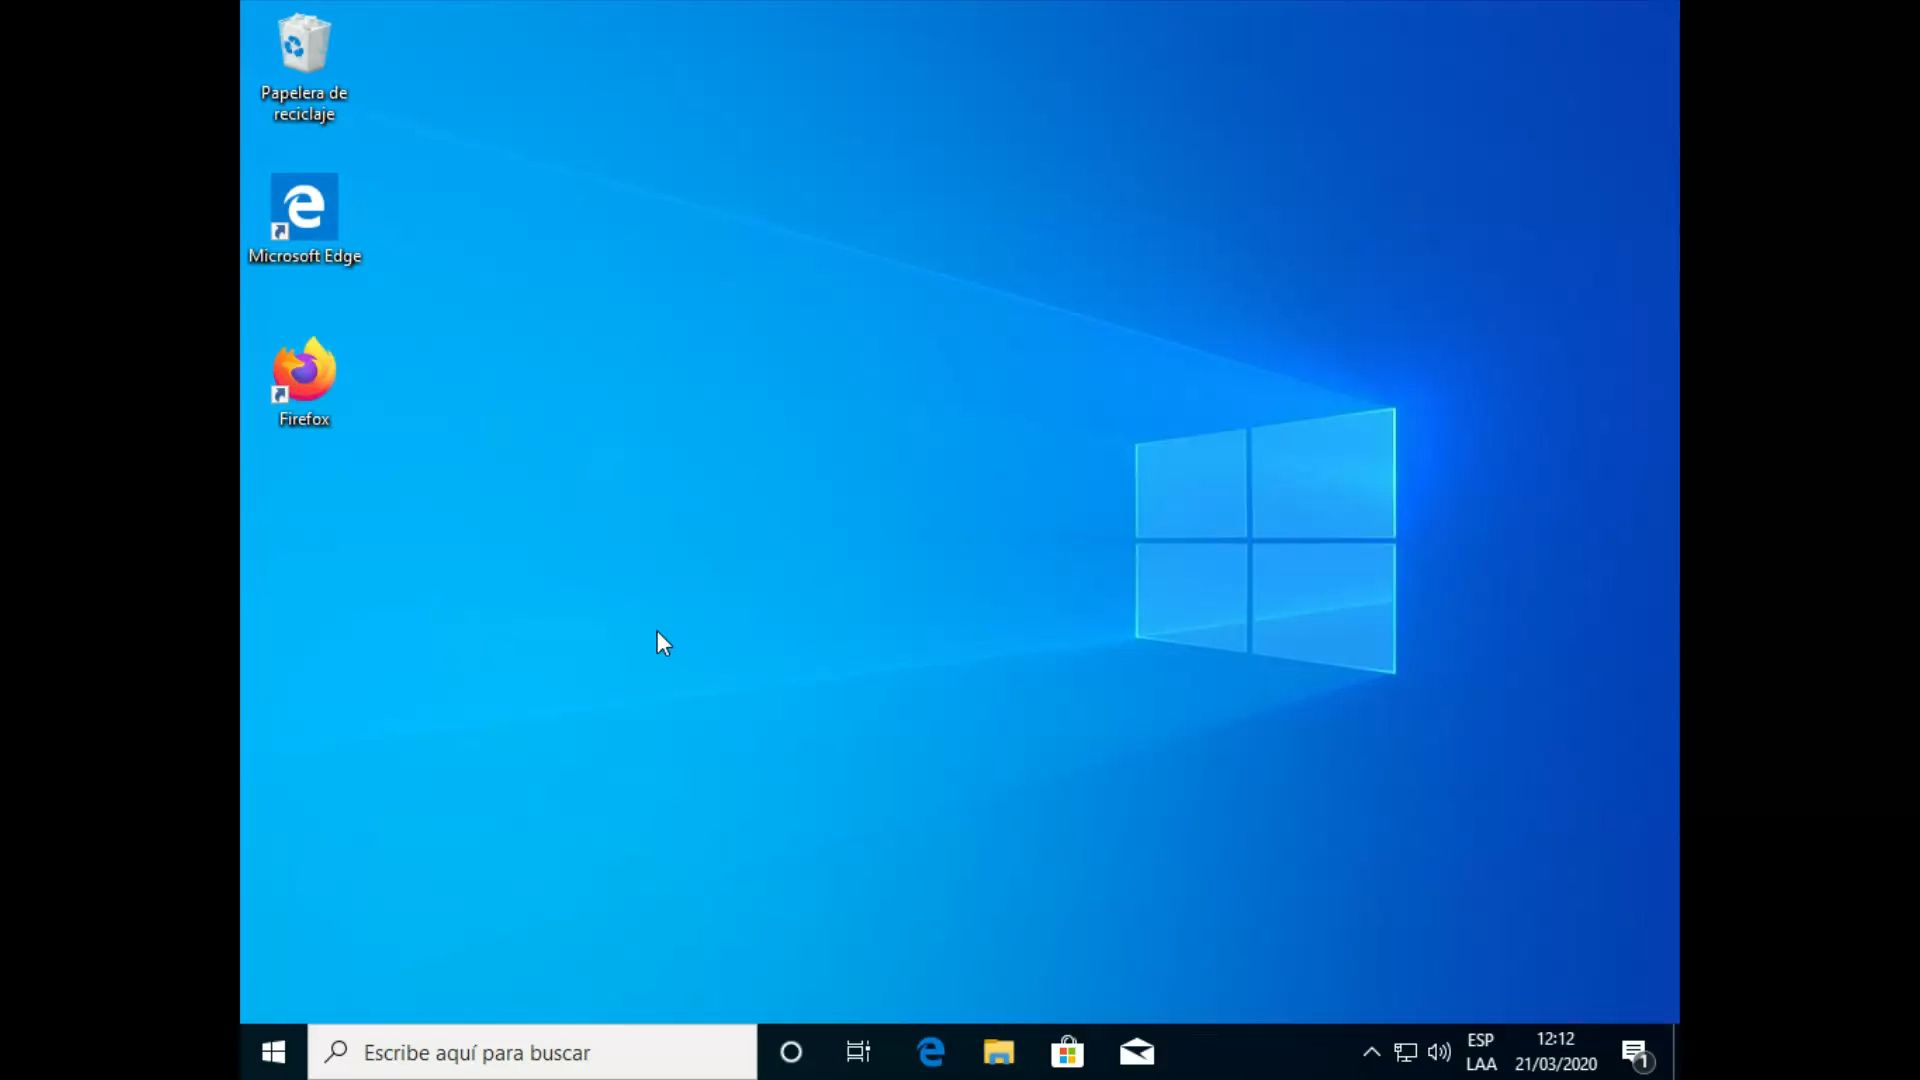 Papelera de
reciclaje
Microsoft Edge
Firefox
Escribe aquí para buscar
ESP
LAA
12:12
21/03/2020
1